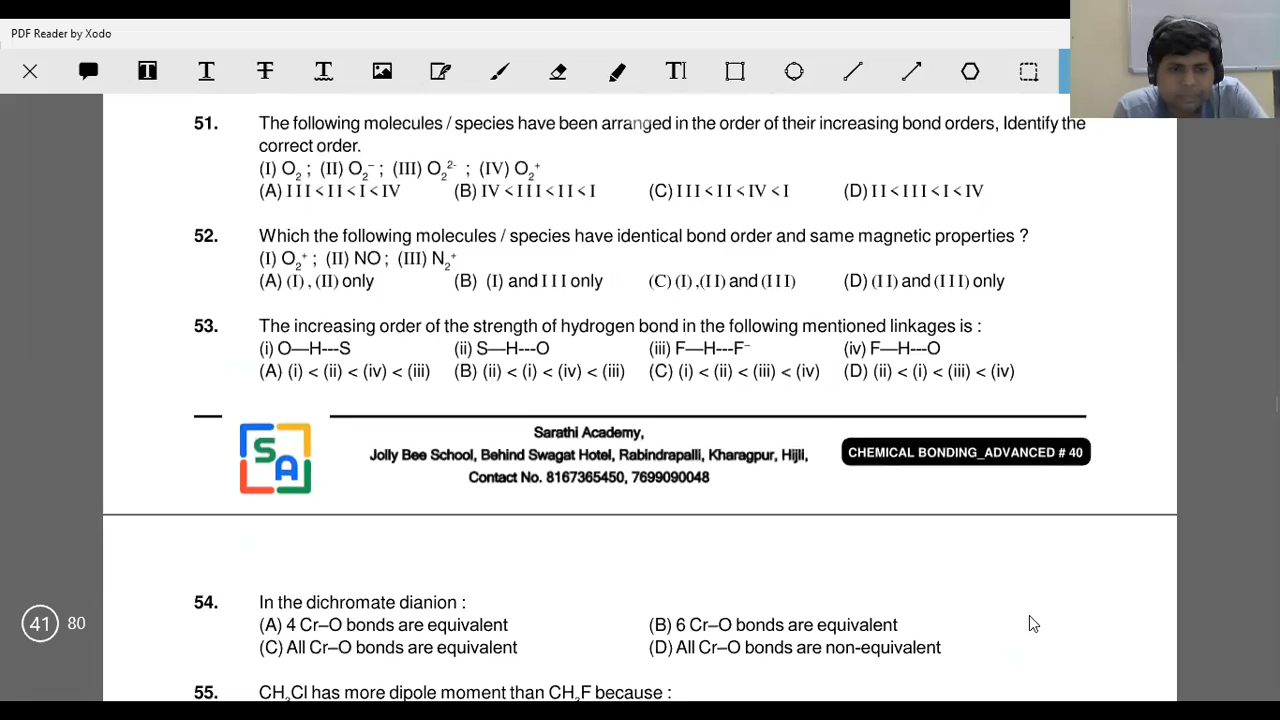 PDF Reader by Xodo
51. The following molecules / species have been arranged in the order of their increasing bond orders, Identify the
correct order.
(I) O₂ ; (II) O₂⁻ ; (III) O₂²⁻ ; (IV) O₂⁺
(A) III < II < I < IV (B) IV < III < II < I (C) III < II < IV < I (D) II < III < I < IV
52. Which the following molecules / species have identical bond order and same magnetic properties ?
(I) O₂⁺ ; (II) NO ; (III) N₂⁺
(A) (I) , (II) only (B) (I) and III only (C) (I) ,(II) and (III) (D) (II) and (III) only
53. The increasing order of the strength of hydrogen bond in the following mentioned linkages is :
(i) O—H---S (ii) S—H---O (iii) F—H---F⁻ (iv) F—H---O
(A) (i) < (ii) < (iv) < (iii) (B) (ii) < (i) < (iv) < (iii) (C) (i) < (ii) < (iii) < (iv) (D) (ii) < (i) < (iii) < (iv)
S A
Sarathi Academy,
Jolly Bee School, Behind Swagat Hotel, Rabindrapalli, Kharagpur, Hijli,
Contact No. 8167365450, 7699090048
CHEMICAL BONDING_ADVANCED # 40
54. In the dichromate dianion :
(A) 4 Cr–O bonds are equivalent (B) 6 Cr–O bonds are equivalent
(C) All Cr–O bonds are equivalent (D) All Cr–O bonds are non-equivalent
41 80
55. CH₃Cl has more dipole moment than CH₃F because :